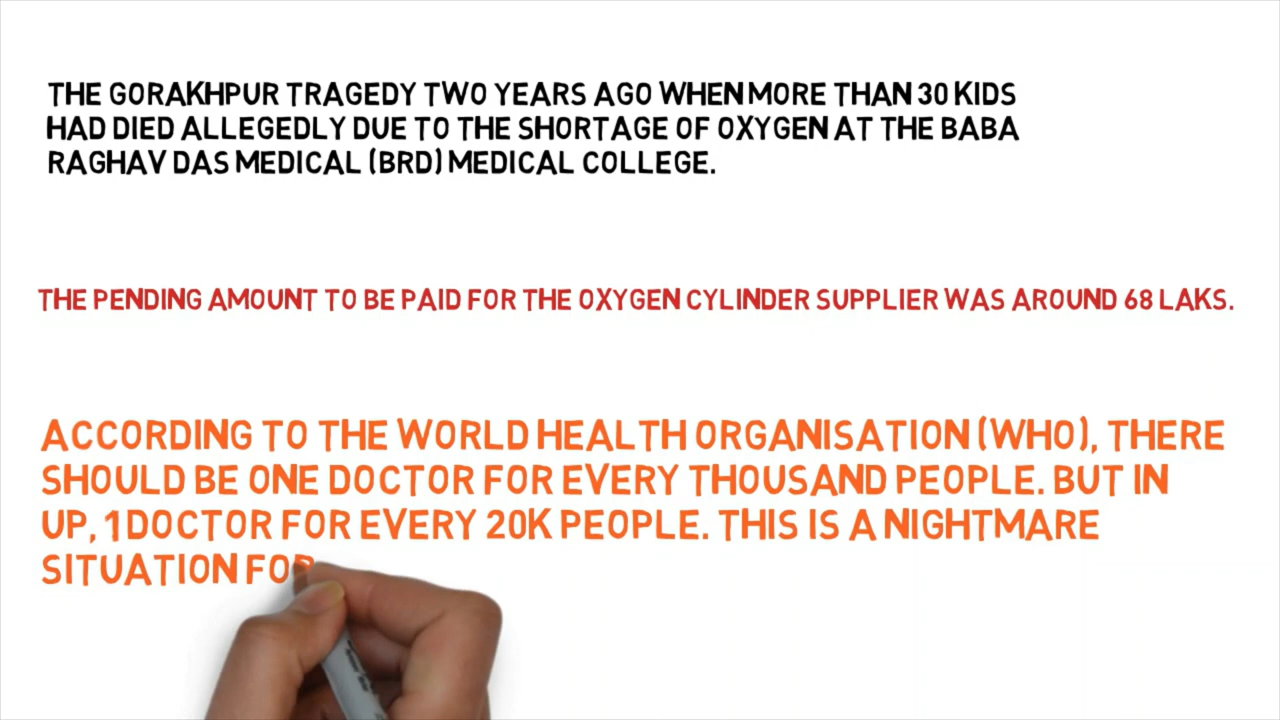 THE GORAKHPUR TRAGEDY TWO YEARS AGO WHEN MORE THAN 30 KIDS
HAD DIED ALLEGEDLY DUE TO THE SHORTAGE OF OXYGEN AT THE BABA
RAGHAV DAS MEDICAL (BRD) MEDICAL COLLEGE.
THE PENDING AMOUNT TO BE PAID FOR THE OXYGEN CYLINDER SUPPLIER WAS AROUND 68 LAKS.
ACCORDING TO THE WORLD HEALTH ORGANISATION (WHO), THERE
SHOULD BE ONE DOCTOR FOR EVERY THOUSAND PEOPLE. BUT IN
UP, 1 DOCTOR FOR EVERY 20K PEOPLE. THIS IS A NIGHTMARE
SITUATION FOR